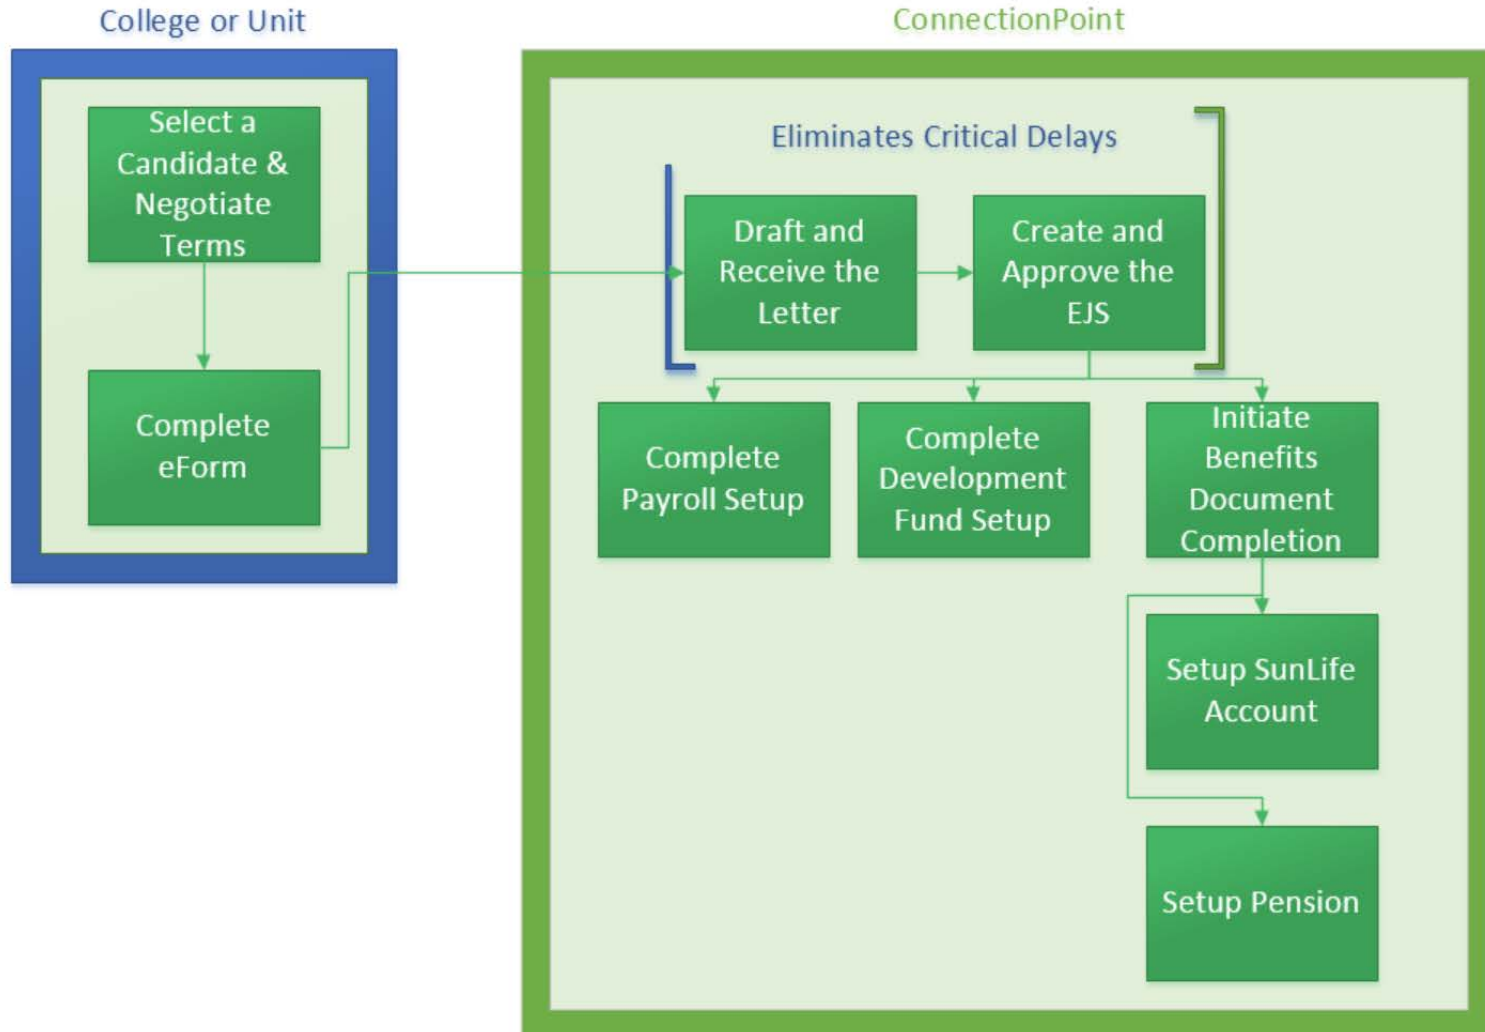 College or Unit
ConnectionPoint
Select a
Candidate &
Negotiate
Terms
Complete
eForm
Eliminates Critical Delays
Draft and
Receive the
Letter
Create and
Approve the
EJS
Complete
Payroll Setup
Complete
Development
Fund Setup
Initiate
Benefits
Document
Completion
Setup SunLife
Account
Setup Pension